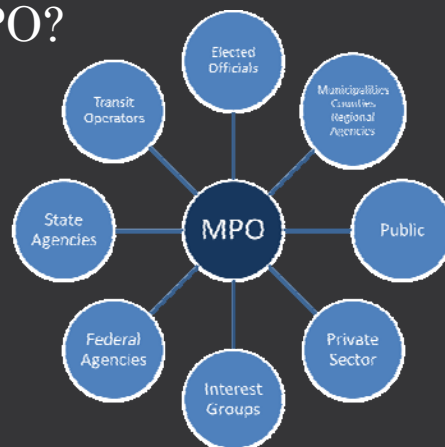 PO?
Elected
Officials
Municipalities
Counties
Regional
Agencies
Transit
Operators
State
Agencies
MPO
Public
Federal
Agencies
Private
Sector
Interest
Groups